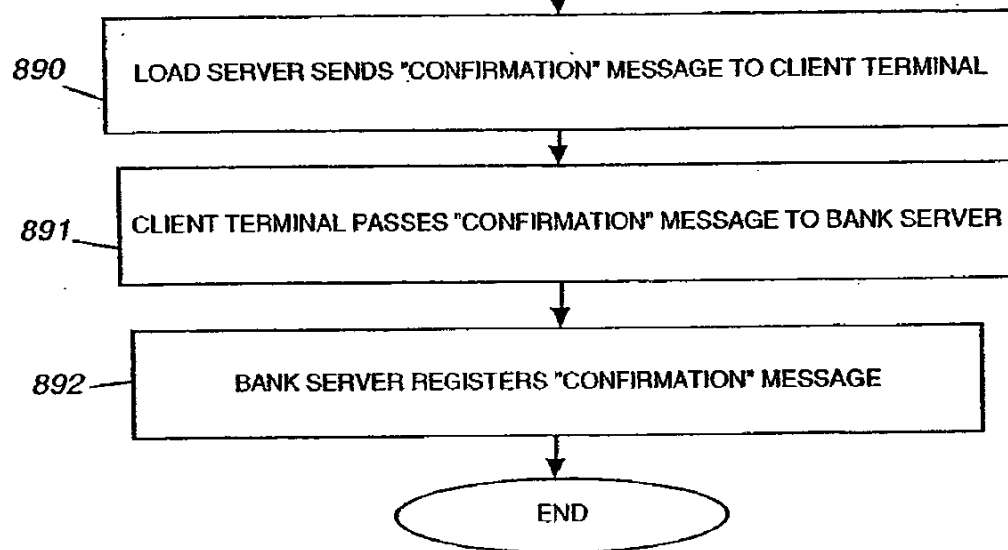 890
LOAD SERVER SENDS "CONFIRMATION" MESSAGE TO CLIENT TERMINAL
891
CLIENT TERMINAL PASSES "CONFIRMATION" MESSAGE TO BANK SERVER
892
BANK SERVER REGISTERS "CONFIRMATION" MESSAGE
END